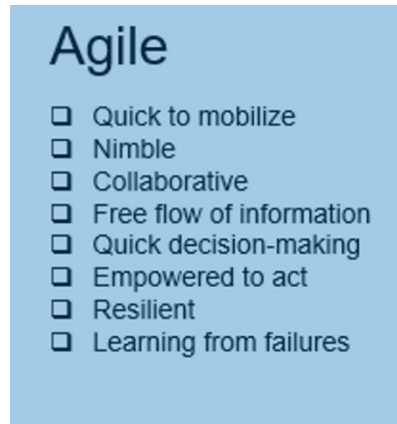 Agile
❑ Quick to mobilize
❑ Nimble
❑ Collaborative
❑ Free flow of information
❑ Quick decision-making
❑ Empowered to act
❑ Resilient
❑ Learning from failures